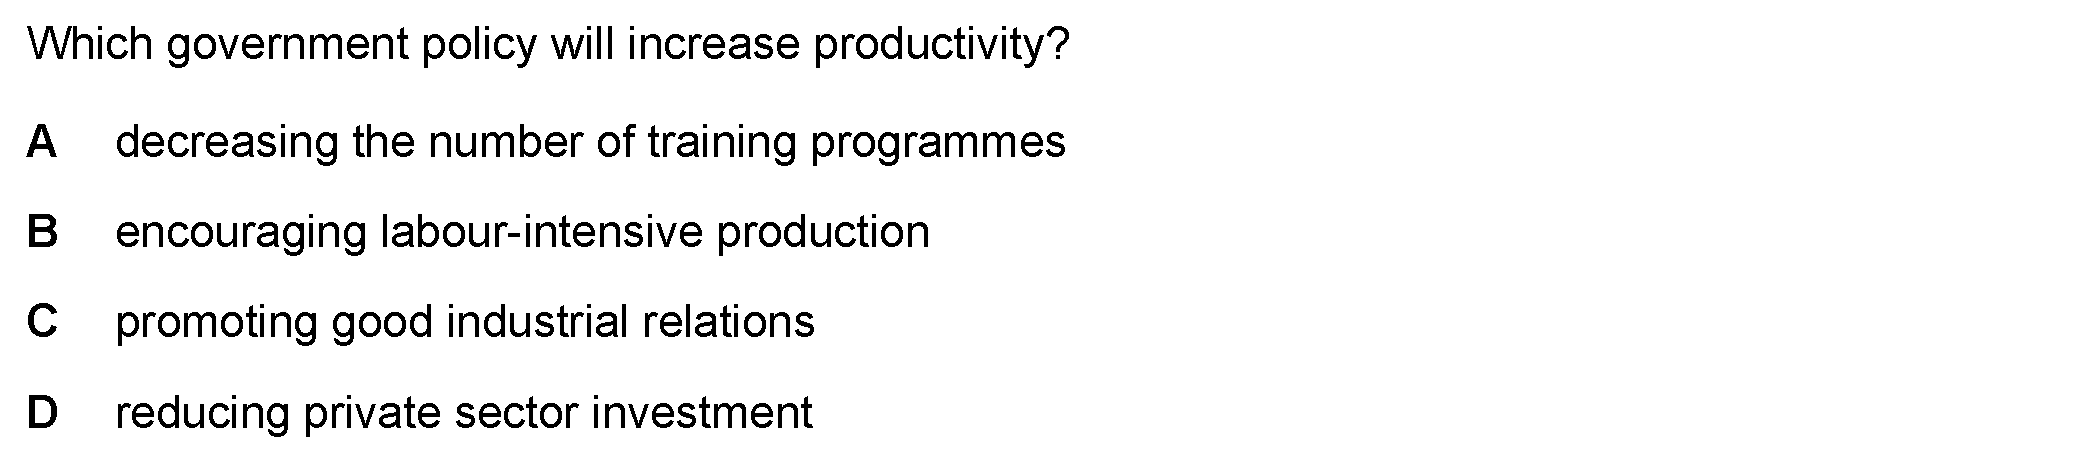 Which government policy will increase productivity?
A decreasing the number of training programmes
B encouraging labour-intensive production
C promoting good industrial relations
D reducing private sector investment